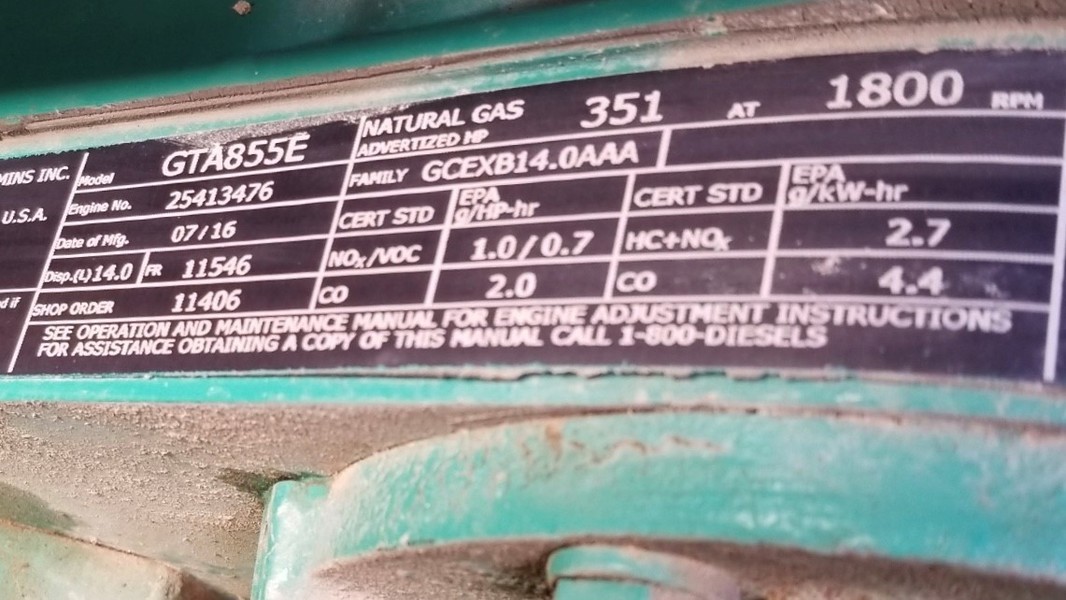 MINS INC.
U.S.A.
ed if
Model GTA855E
Engine No. 25413476
Date of Mfg. 07/16
Disp.(L) 14.0 FR 11546
SHOP ORDER 11406
NATURAL GAS 351 AT 1800 RPM
ADVERTIZED HP
FAMILY GCEXB14.0AAA
CERT STD EPA g/HP-hr CERT STD EPA g/kW-hr
NOx/VOC 1.0/0.7 HC+NOx 2.7
CO 2.0 CO 4.4
SEE OPERATION AND MAINTENANCE MANUAL FOR ENGINE ADJUSTMENT INSTRUCTIONS
FOR ASSISTANCE OBTAINING A COPY OF THIS MANUAL CALL 1-800-DIESELS